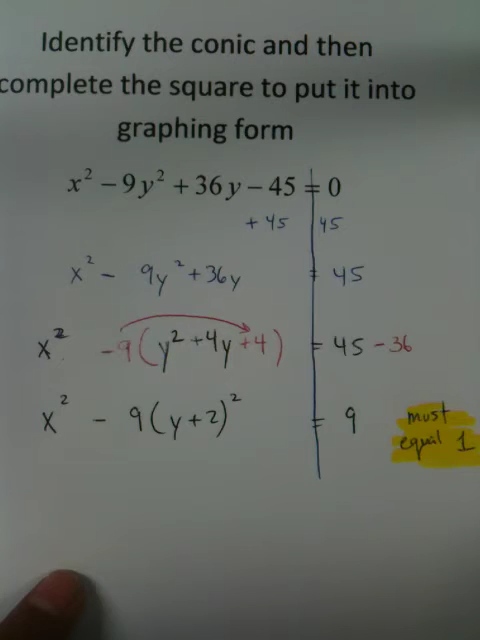 Identify the conic and then
complete the square to put it into
graphing form
x² − 9y² + 36y − 45 = 0
+ 45 45
x² − 9y² + 36y = 45
x² −9(y² + 4y + 4) = 45 − 36
x² − 9(y + 2)² = 9
must
equal 1